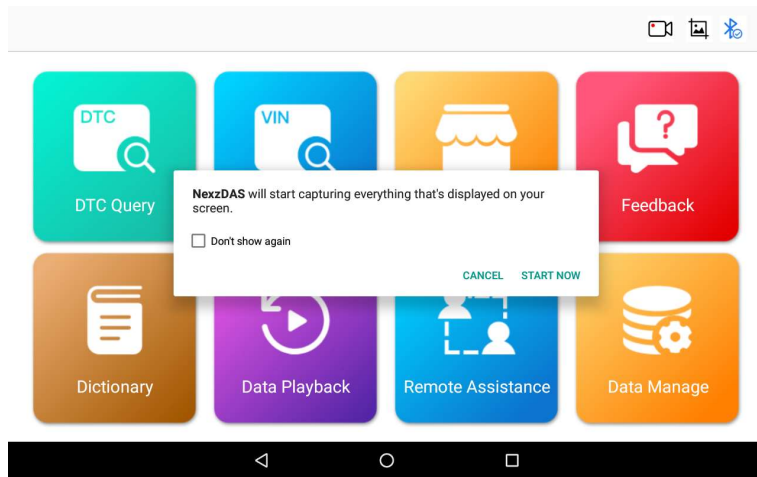 DTC
VIN
?
DTC Query
Feedback
NexzDAS will start capturing everything that's displayed on your
screen.
Don't show again
CANCEL START NOW
Dictionary
Data Playback
Remote Assistance
Data Manage